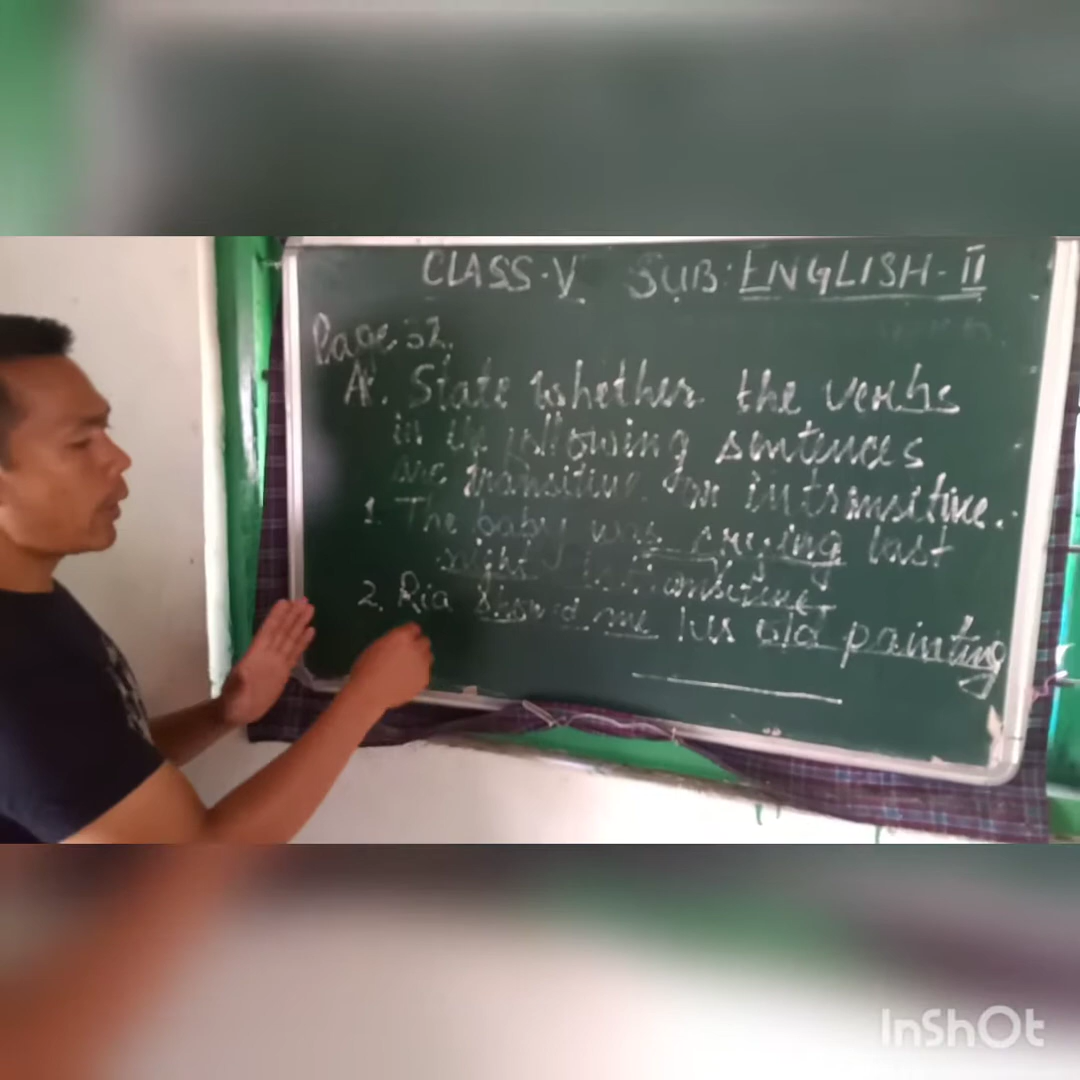 CLASS-V SUB: ENGLISH-II
Page 52.
A. State whether the verbs
in the following sentences
are transitive or intransitive.
1. The baby was crying last
night intransitive
2. Ria showed me his old painting
InShOt